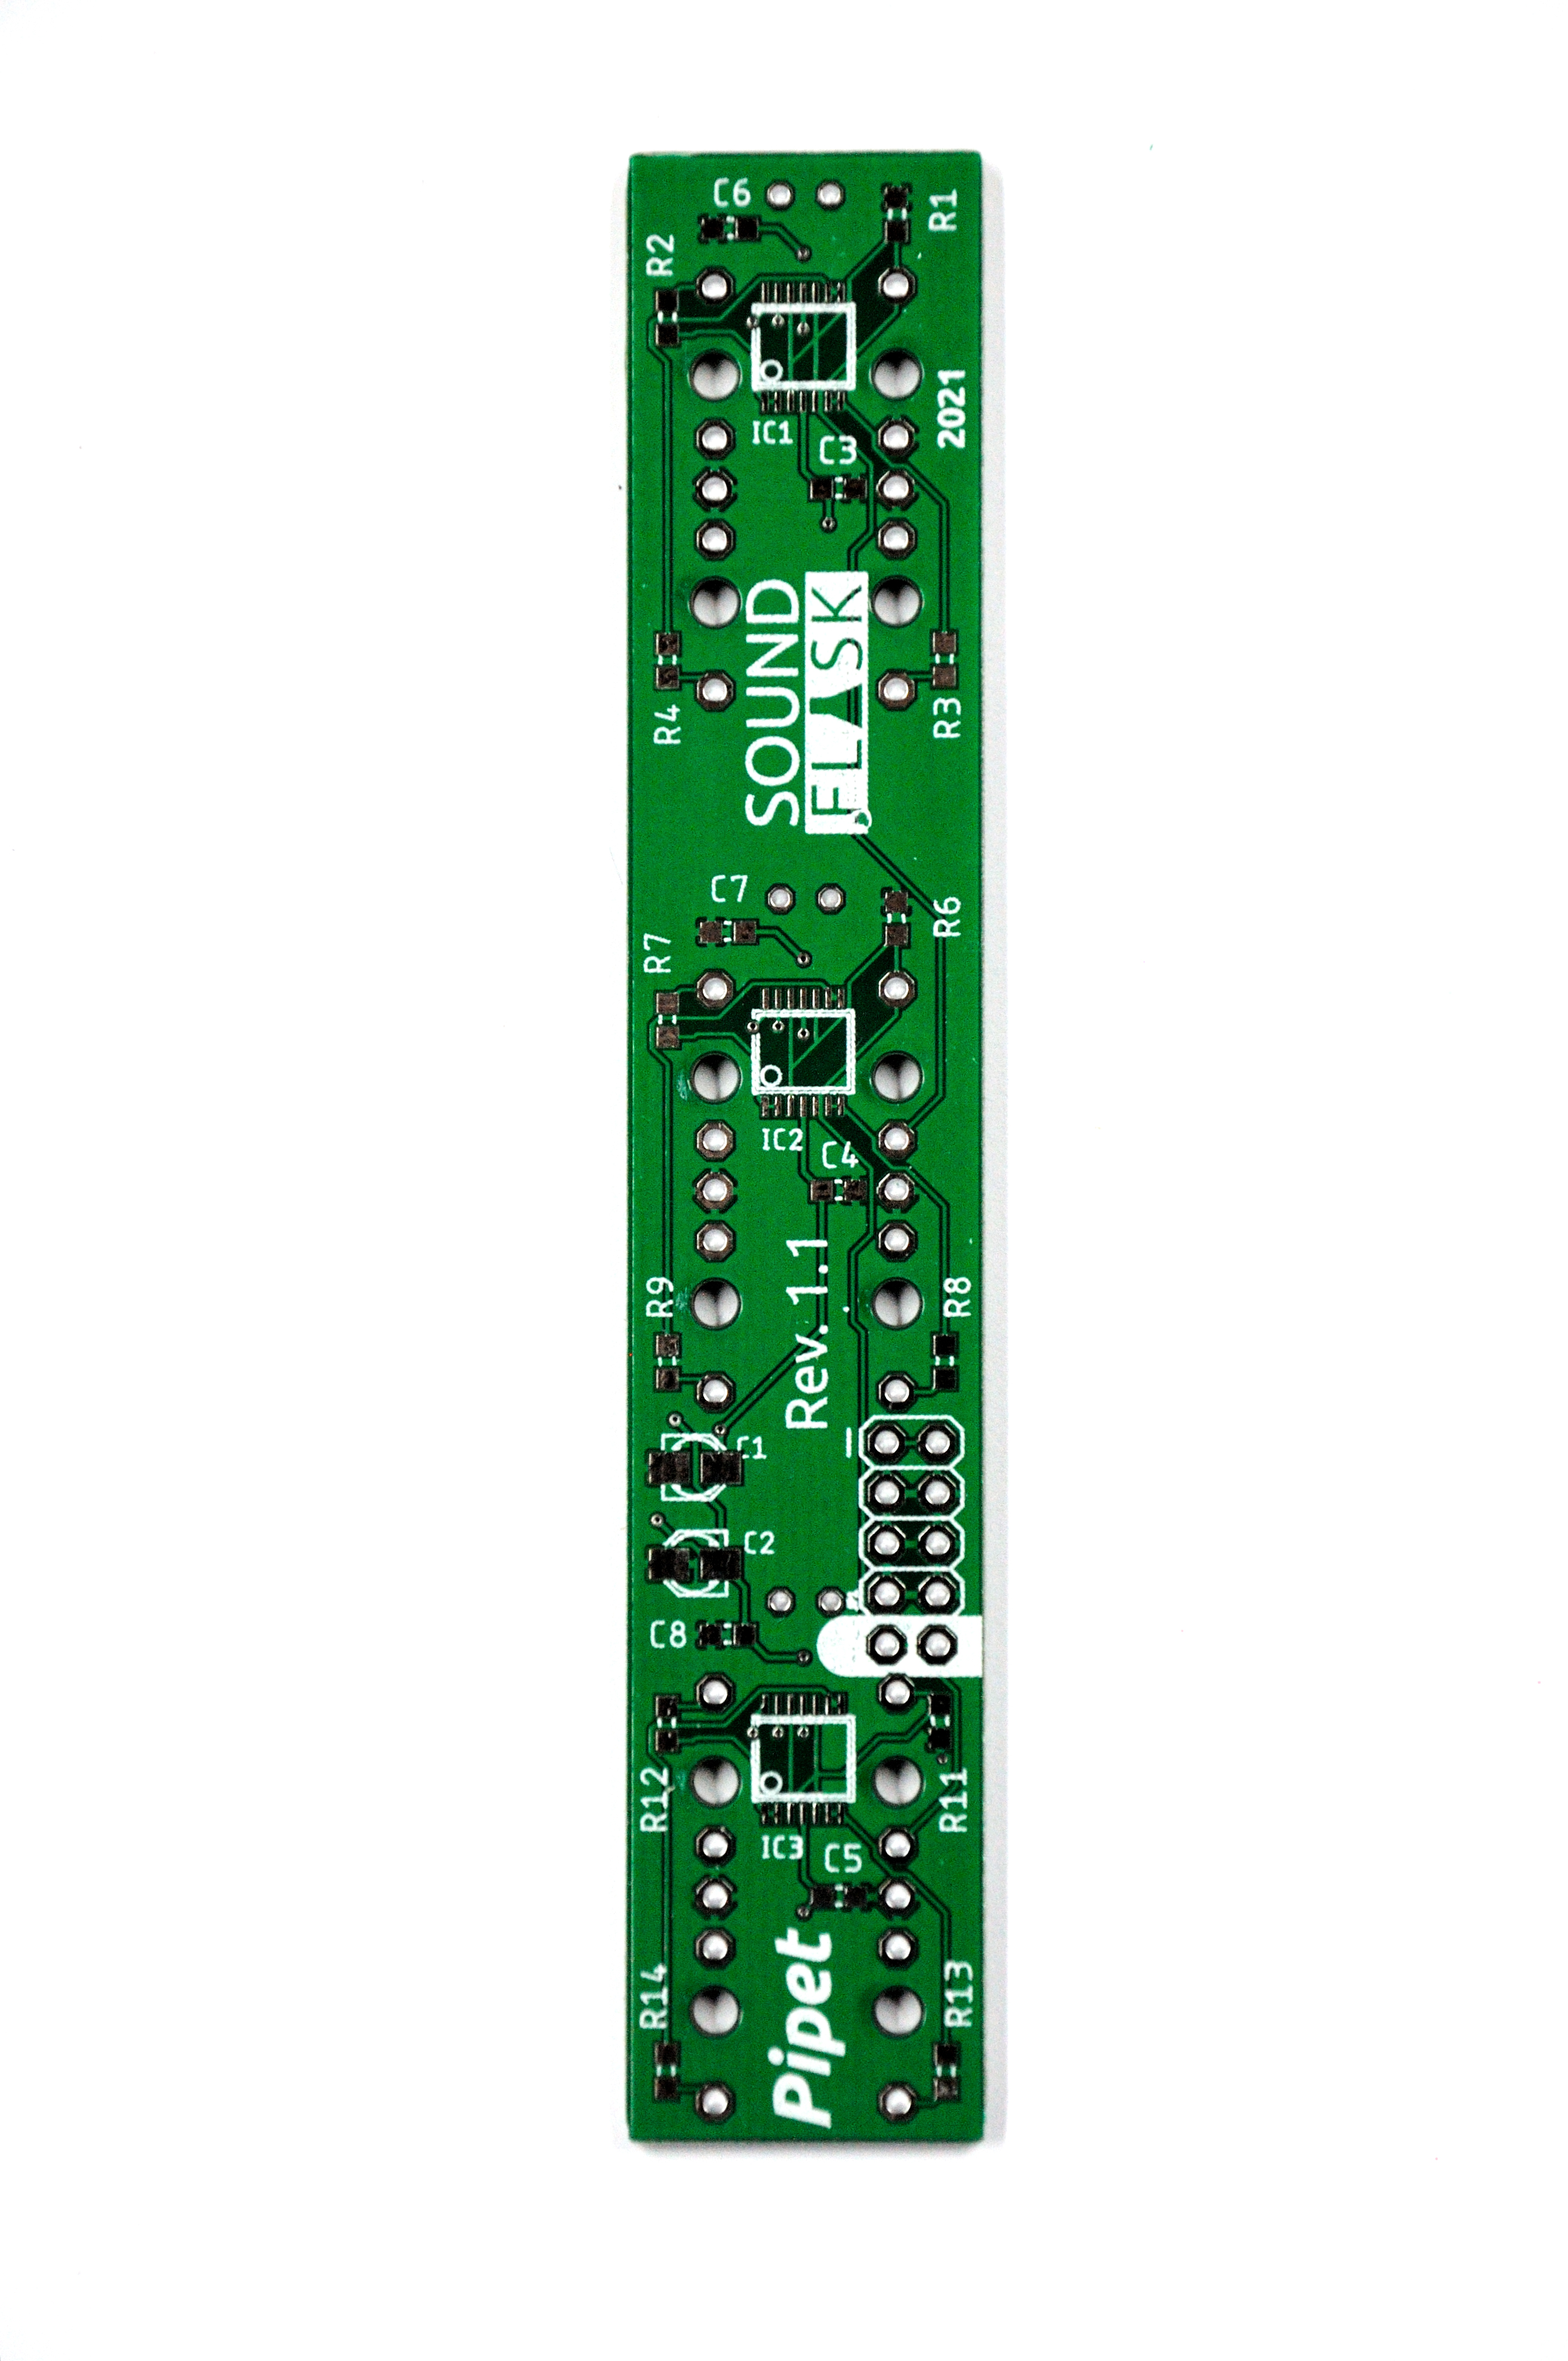 C6
R1
R2
2021
IC1
C3
SOUND
FLASK
R4
R3
C7
R6
R7
IC2
C4
Rev.1.1
R9
R8
C1
C2
C8
R12
R11
IC3
C5
Pipet
R14
R13